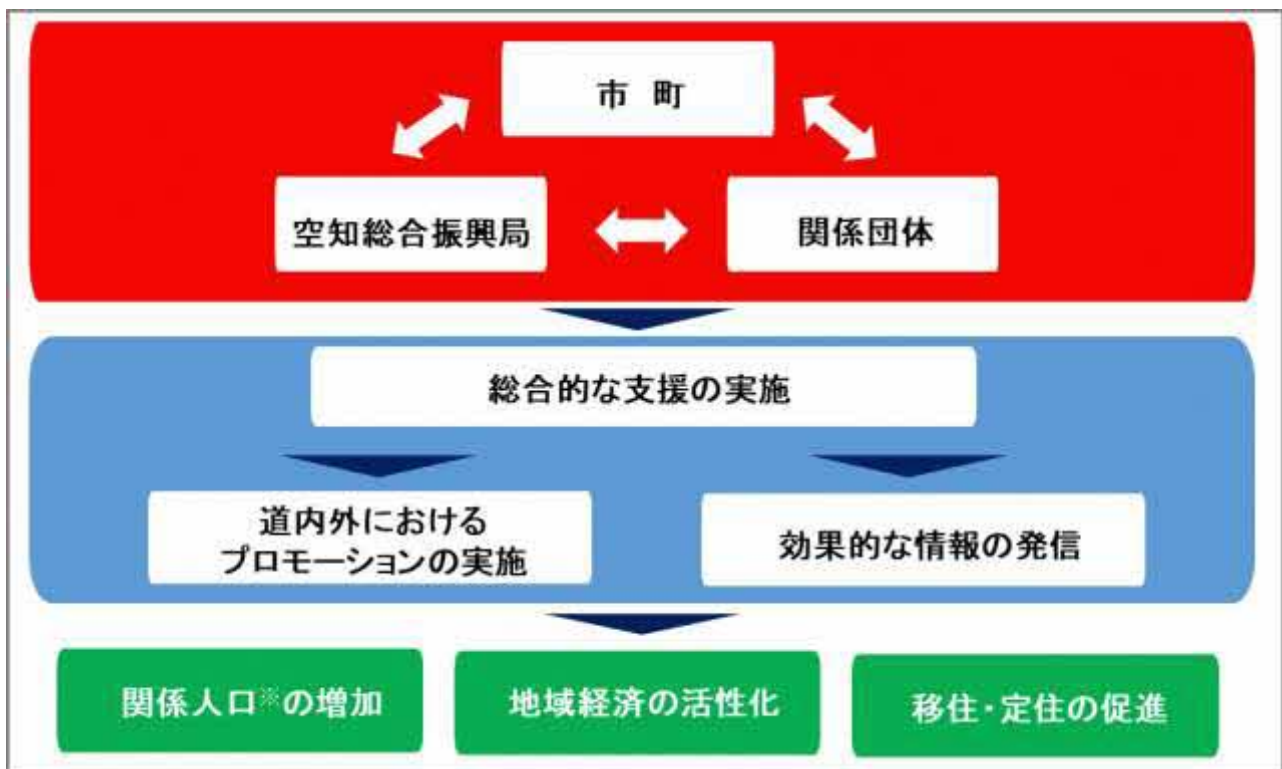 市 町
空知総合振興局
関係団体
総合的な支援の実施
道内外における
プロモーションの実施
効果的な情報の発信
関係人口※の増加
地域経済の活性化
移住・定住の促進